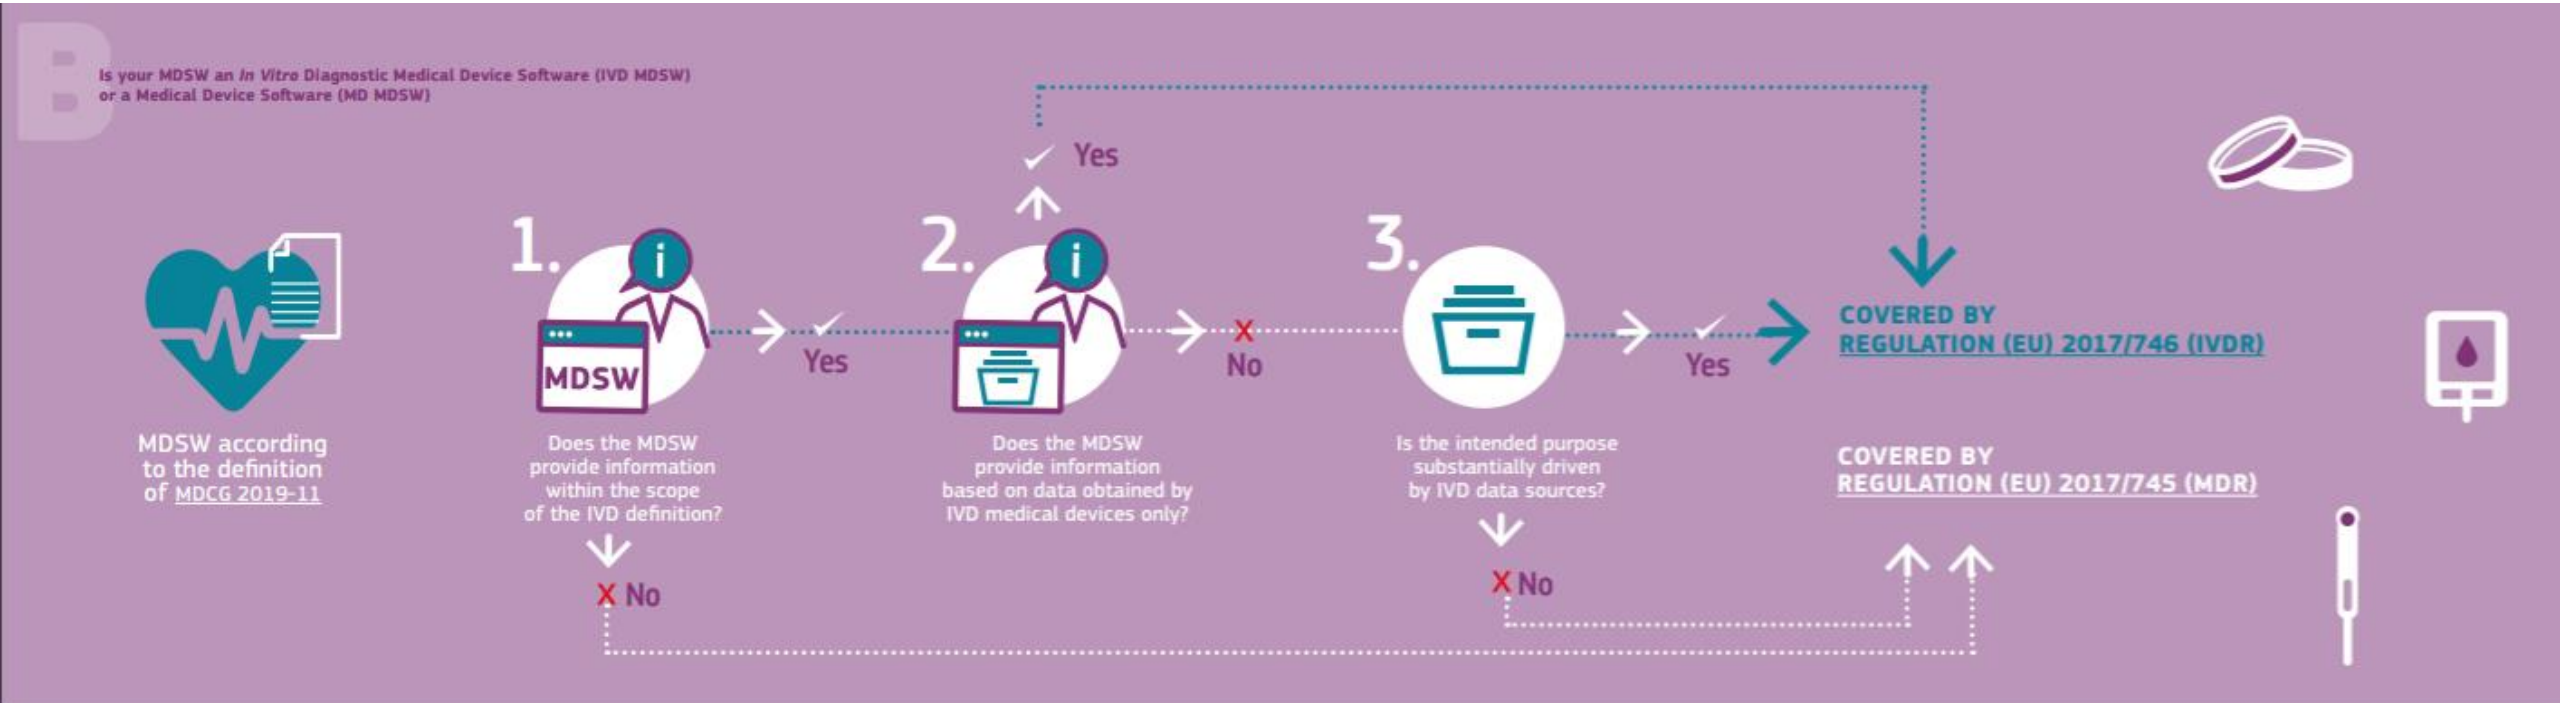 B
Is your MDSW an In Vitro Diagnostic Medical Device Software (IVD MDSW)
or a Medical Device Software (MD MDSW)
MDSW according
to the definition
of MDCG 2019-11
1.
i
MDSW
Does the MDSW
provide information
within the scope
of the IVD definition?
X No
Yes
2.
i
Does the MDSW
provide information
based on data obtained by
IVD medical devices only?
Yes
X
No
3.
Is the intended purpose
substantially driven
by IVD data sources?
X No
Yes
COVERED BY
REGULATION (EU) 2017/746 (IVDR)
COVERED BY
REGULATION (EU) 2017/745 (MDR)